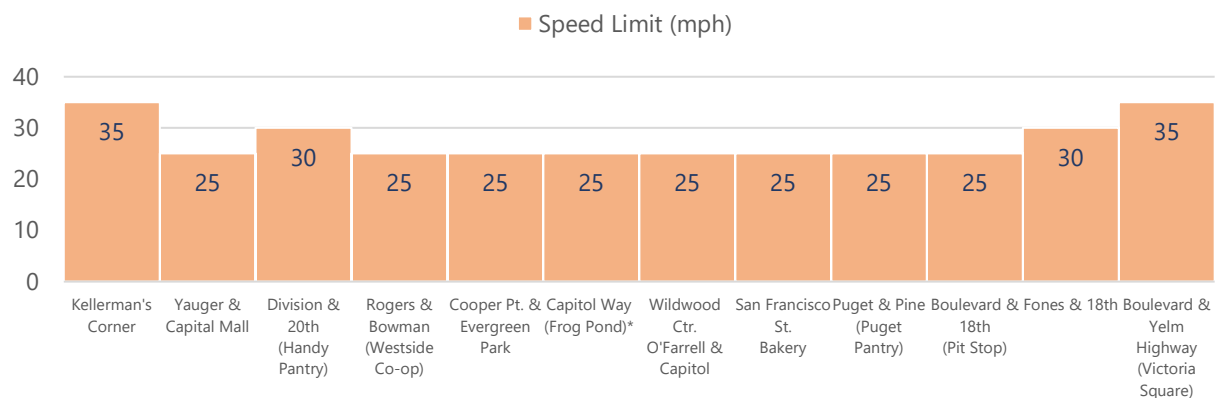 Speed Limit (mph)
40
30
20
10
0
35
25
30
25
25
25
25
25
25
25
30
35
Kellerman's
Corner
Yauger &
Capital Mall
Division &
20th
(Handy
Pantry)
Rogers &
Bowman
(Westside
Co-op)
Cooper Pt. &
Evergreen
Park
Capitol Way
(Frog Pond)*
Wildwood
Ctr.
O'Farrell &
Capitol
San Francisco
St.
Bakery
Puget & Pine
(Puget
Pantry)
Boulevard &
18th
(Pit Stop)
Fones & 18th
Boulevard &
Yelm
Highway
(Victoria
Square)